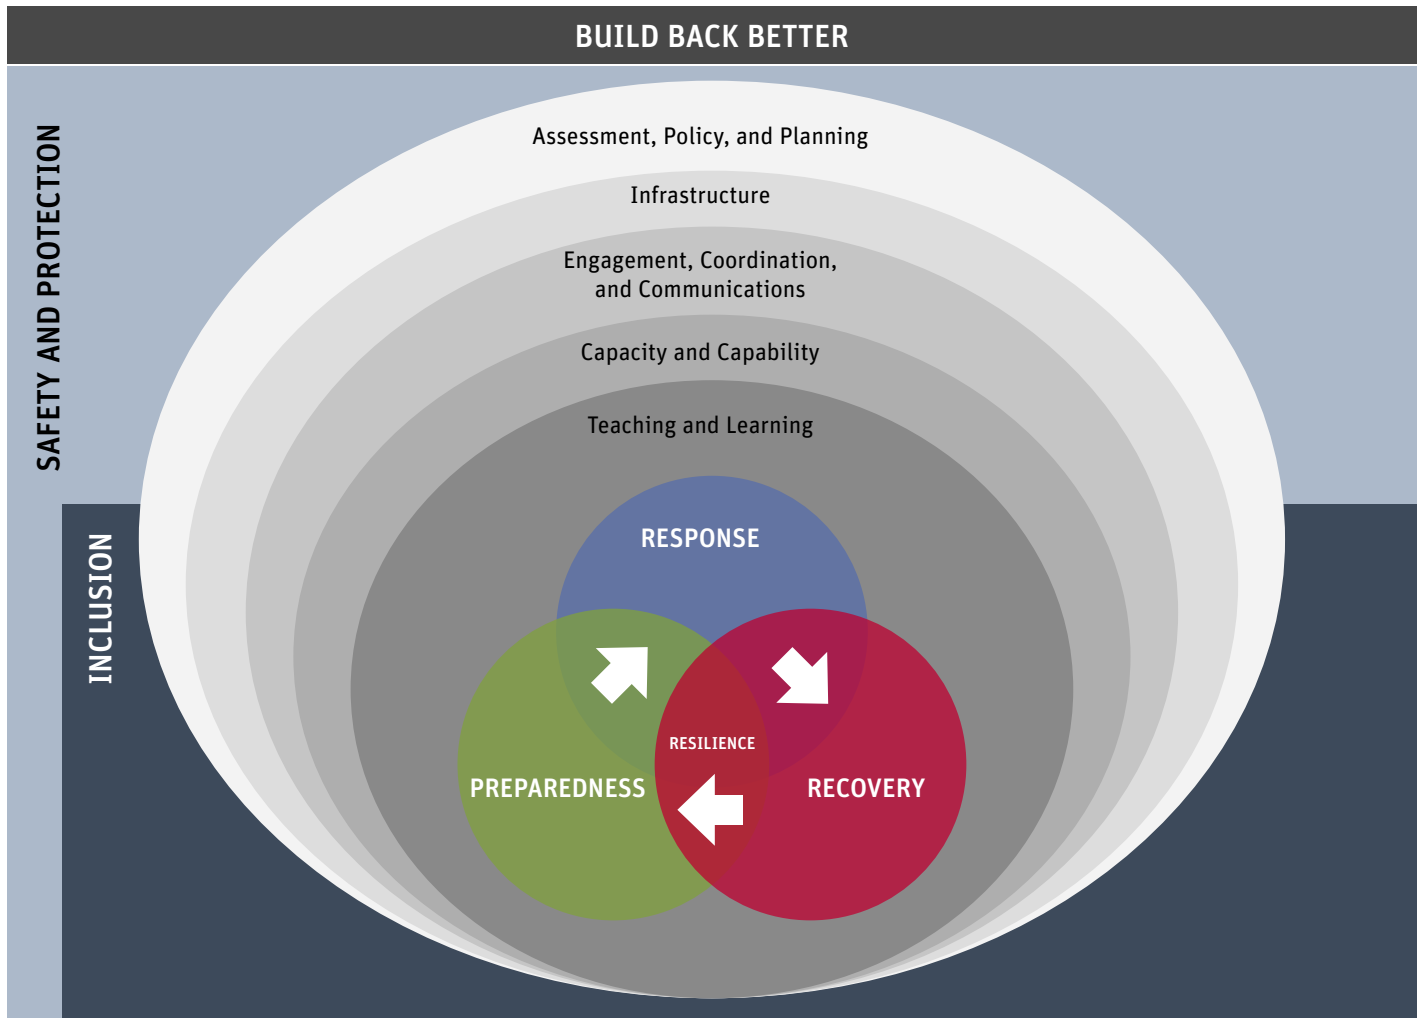 BUILD BACK BETTER
SAFETY AND PROTECTION
INCLUSION
Assessment, Policy, and Planning
Infrastructure
Engagement, Coordination,
and Communications
Capacity and Capability
Teaching and Learning
RESPONSE
RESILIENCE
PREPAREDNESS
RECOVERY